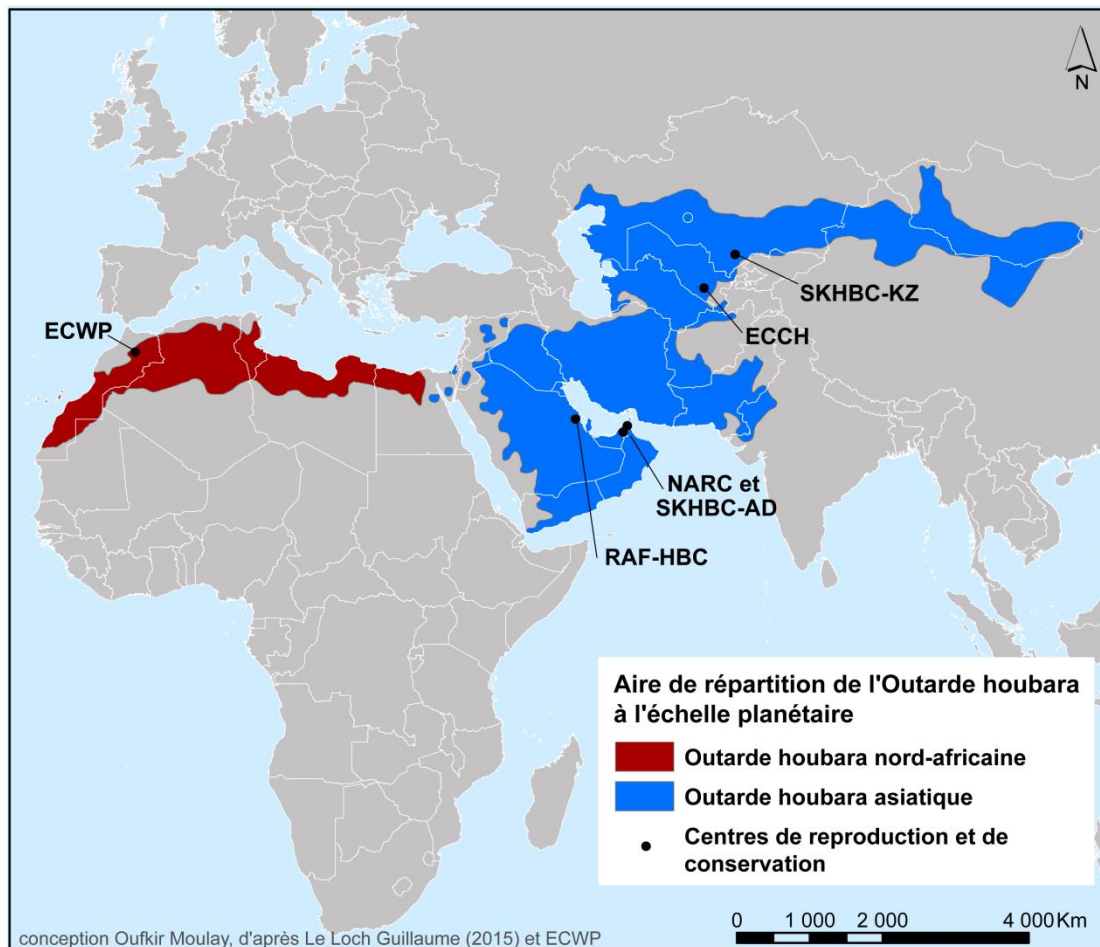 N
SKHBC-KZ
ECWP
ECCH
NARC et
SKHBC-AD
RAF-HBC
Aire de répartition de l'Outarde houbara
à l'échelle planétaire
Outarde houbara nord-africaine
Outarde houbara asiatique
Centres de reproduction et de
conservation
0 1 000 2 000 4 000 Km
conception Oufkir Moulay, d'après Le Loch Guillaume (2015) et ECWP